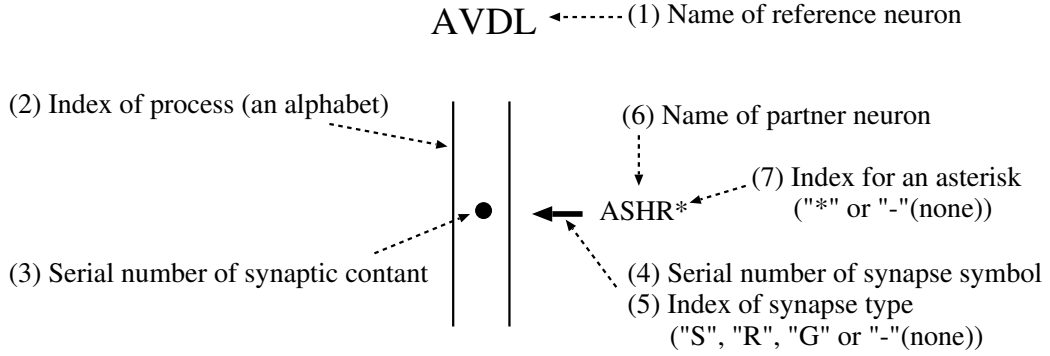 AVDL
(1) Name of reference neuron
(2) Index of process (an alphabet)
(6) Name of partner neuron
(7) Index for an asterisk
("*" or "-"(none))
ASHR*
(3) Serial number of synaptic contant
(4) Serial number of synapse symbol
(5) Index of synapse type
("S", "R", "G" or "-"(none))